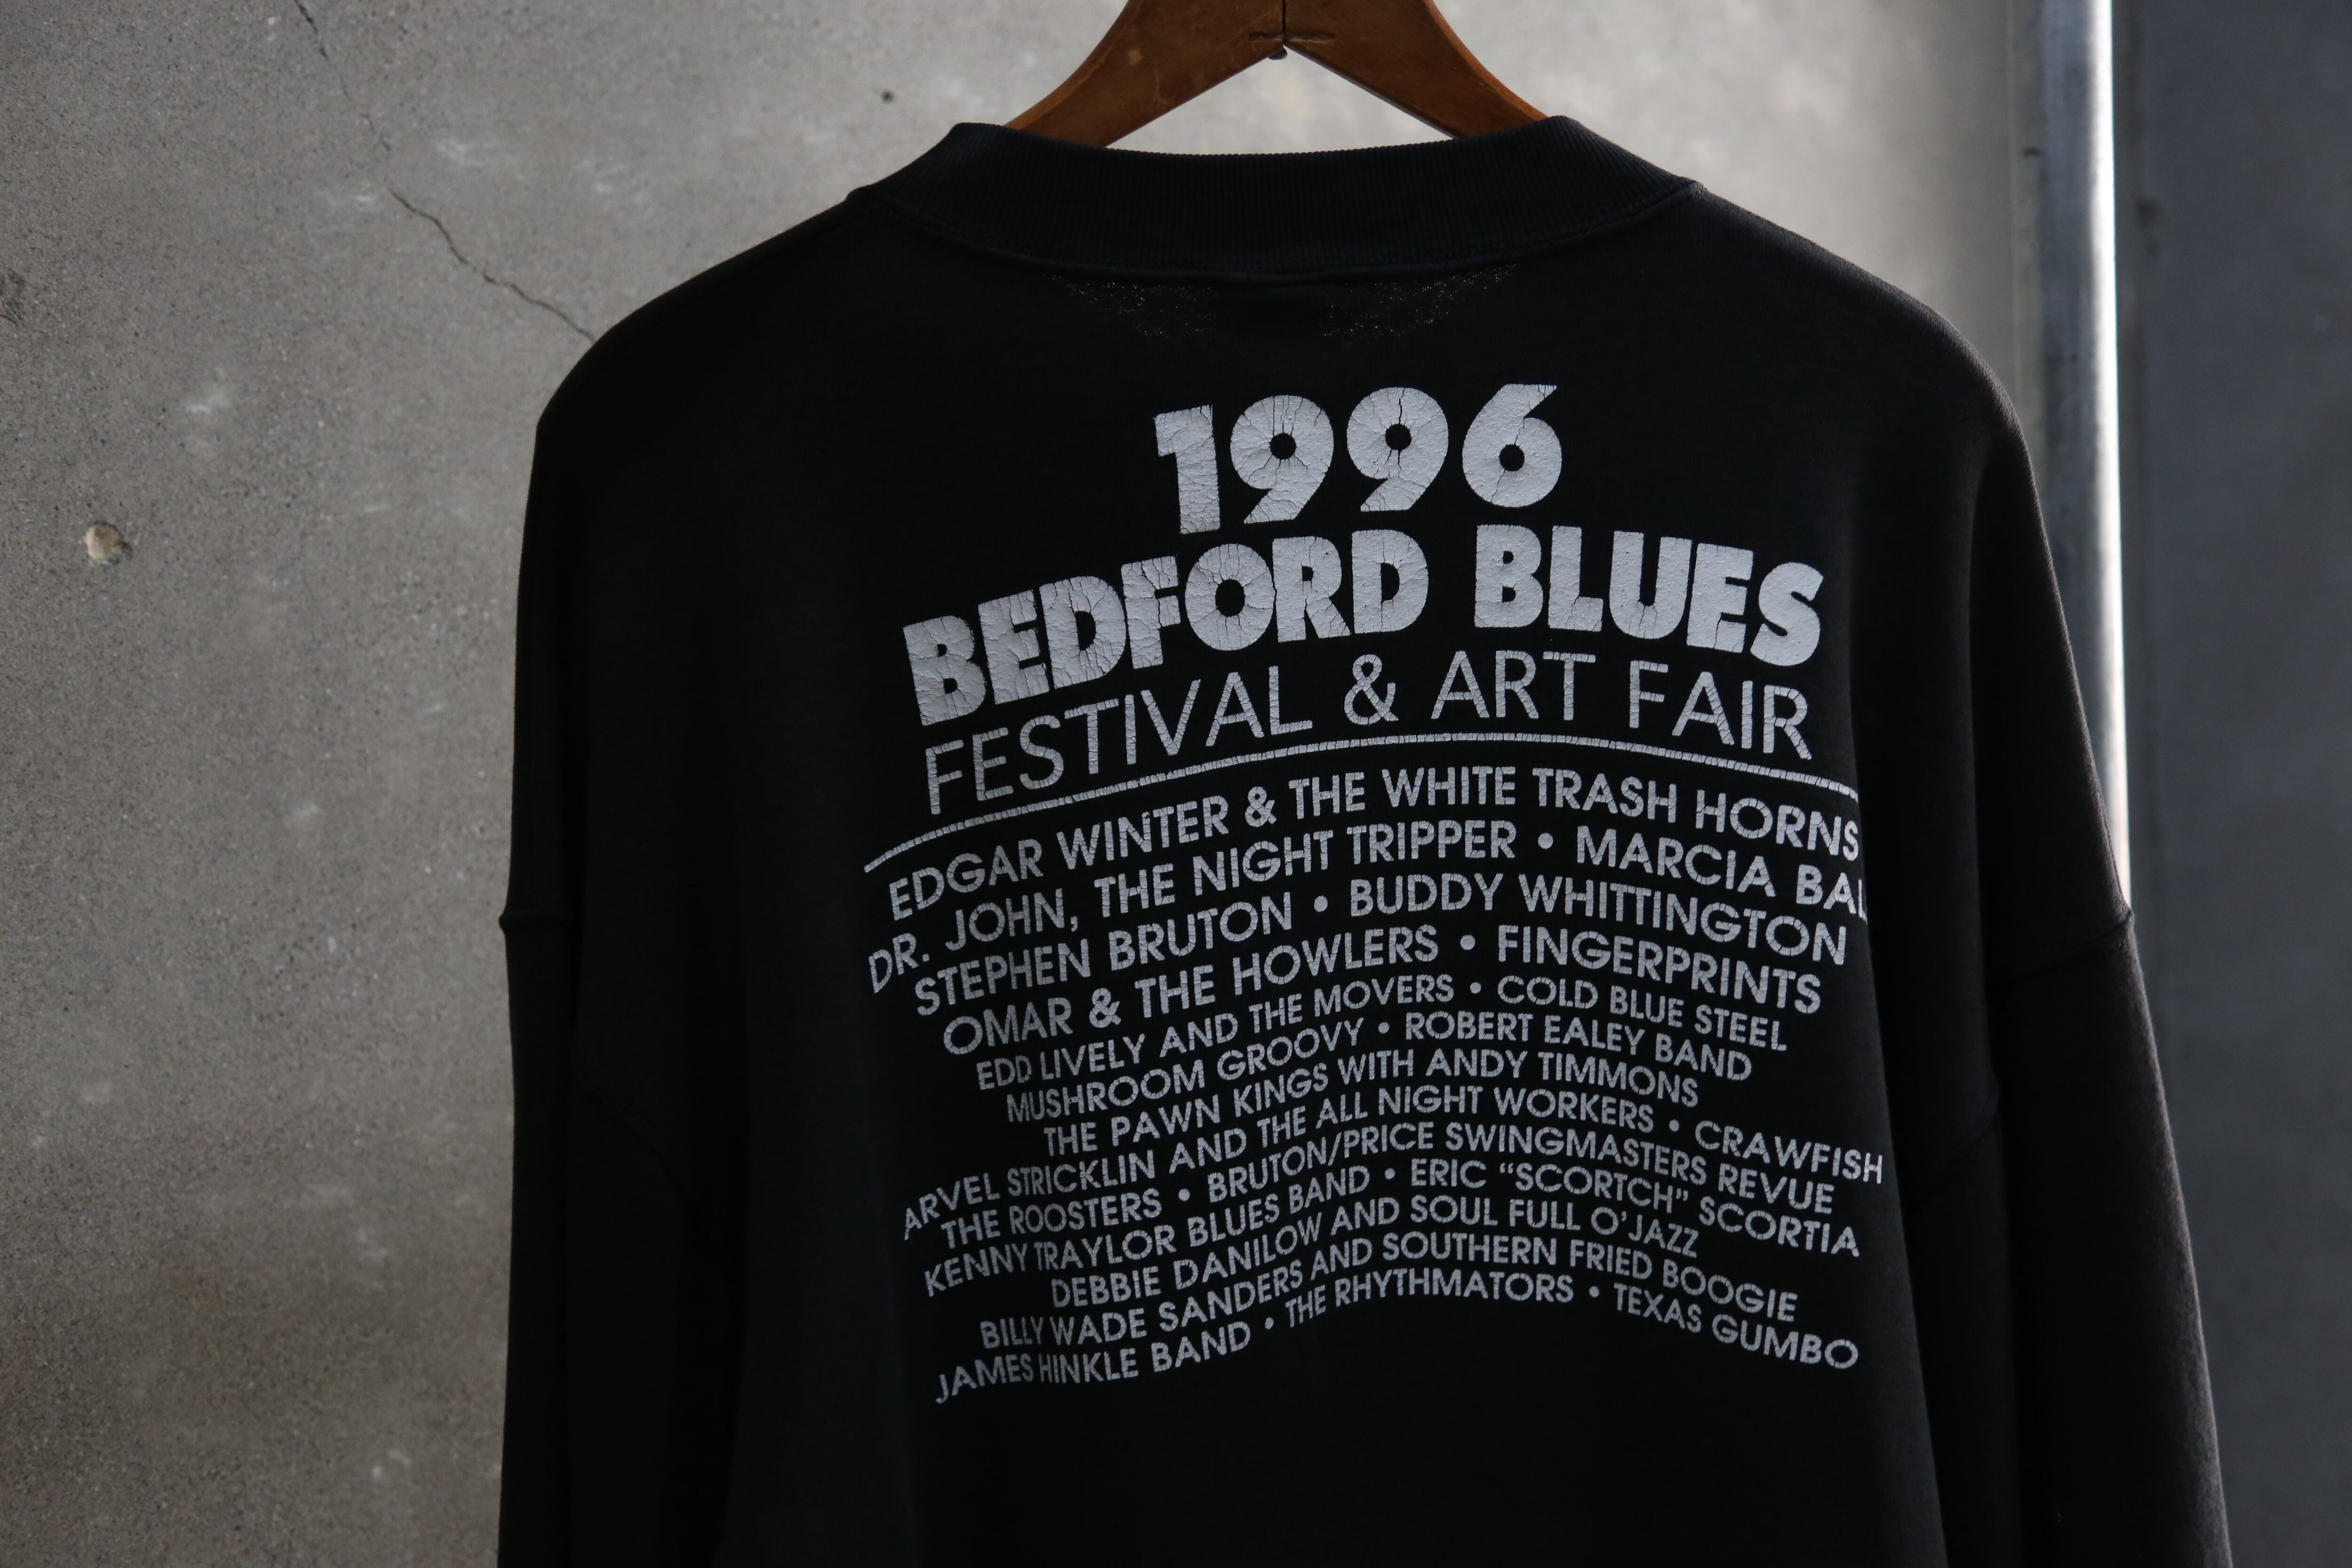 1996
BEDFORD BLUES
FESTIVAL & ART FAIR
EDGAR WINTER & THE WHITE TRASH HORNS
DR. JOHN, THE NIGHT TRIPPER • MARCIA BAL
STEPHEN BRUTON • BUDDY WHITTINGTON
OMAR & THE HOWLERS • FINGERPRINTS
EDD LIVELY AND THE MOVERS • COLD BLUE STEEL
MUSHROOM GROOVY • ROBERT EALEY BAND
THE PAWN KINGS WITH ANDY TIMMONS
ARVEL STRICKLIN AND THE ALL NIGHT WORKERS • CRAWFISH
THE ROOSTERS • BRUTON/PRICE SWINGMASTERS REVUE
KENNY TRAYLOR BLUES BAND • ERIC “SCORTCH” SCORTIA
DEBBIE DANILOW AND SOUL FULL O'JAZZ
BILLY WADE SANDERS AND SOUTHERN FRIED BOOGIE
JAMES HINKLE BAND • THE RHYTHMATORS • TEXAS GUMBO